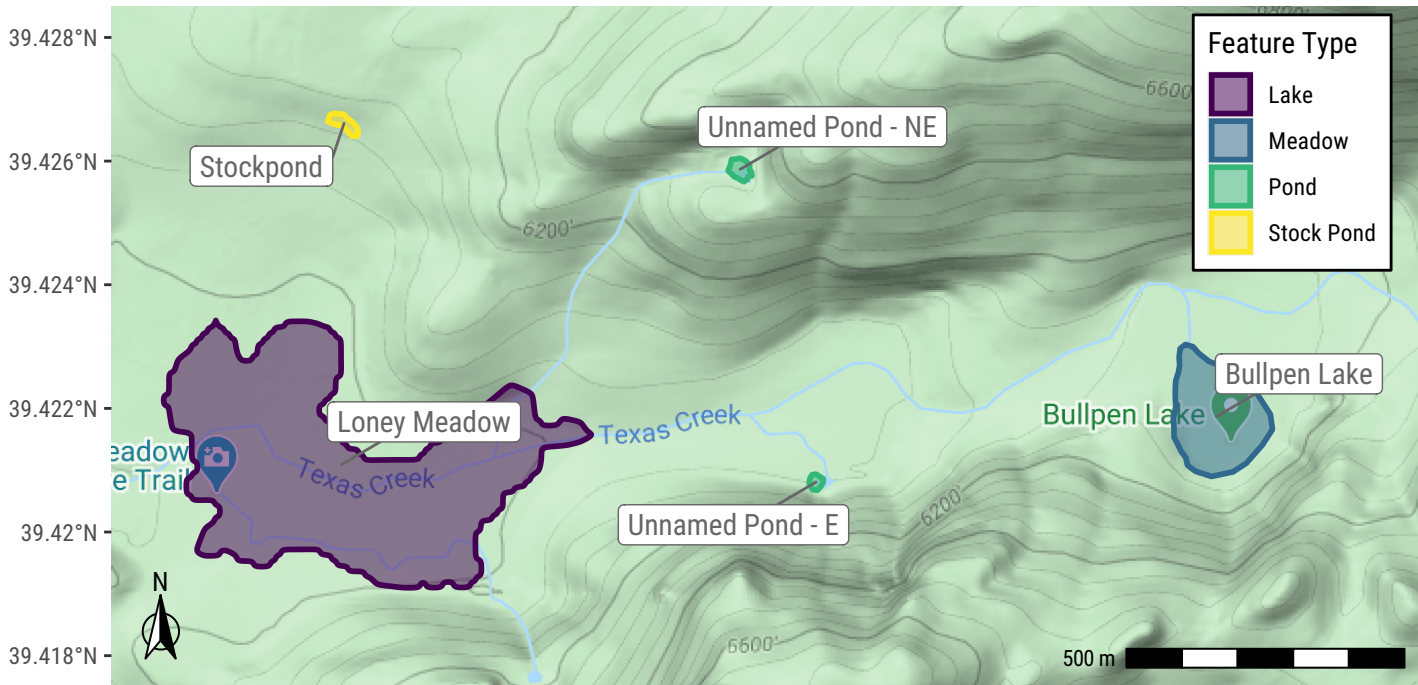 39.428°N
39.426°N
39.424°N
39.422°N
39.42°N
39.418°N
Feature Type
Lake
Meadow
Pond
Stock Pond
6600'
Unnamed Pond - NE
Stockpond
6200'
Bullpen Lake
Loney Meadow
Texas Creek
Bullpen Lake
eadow
e Trail
Texas Creek
Unnamed Pond - E
6200'
N
6600'
500 m